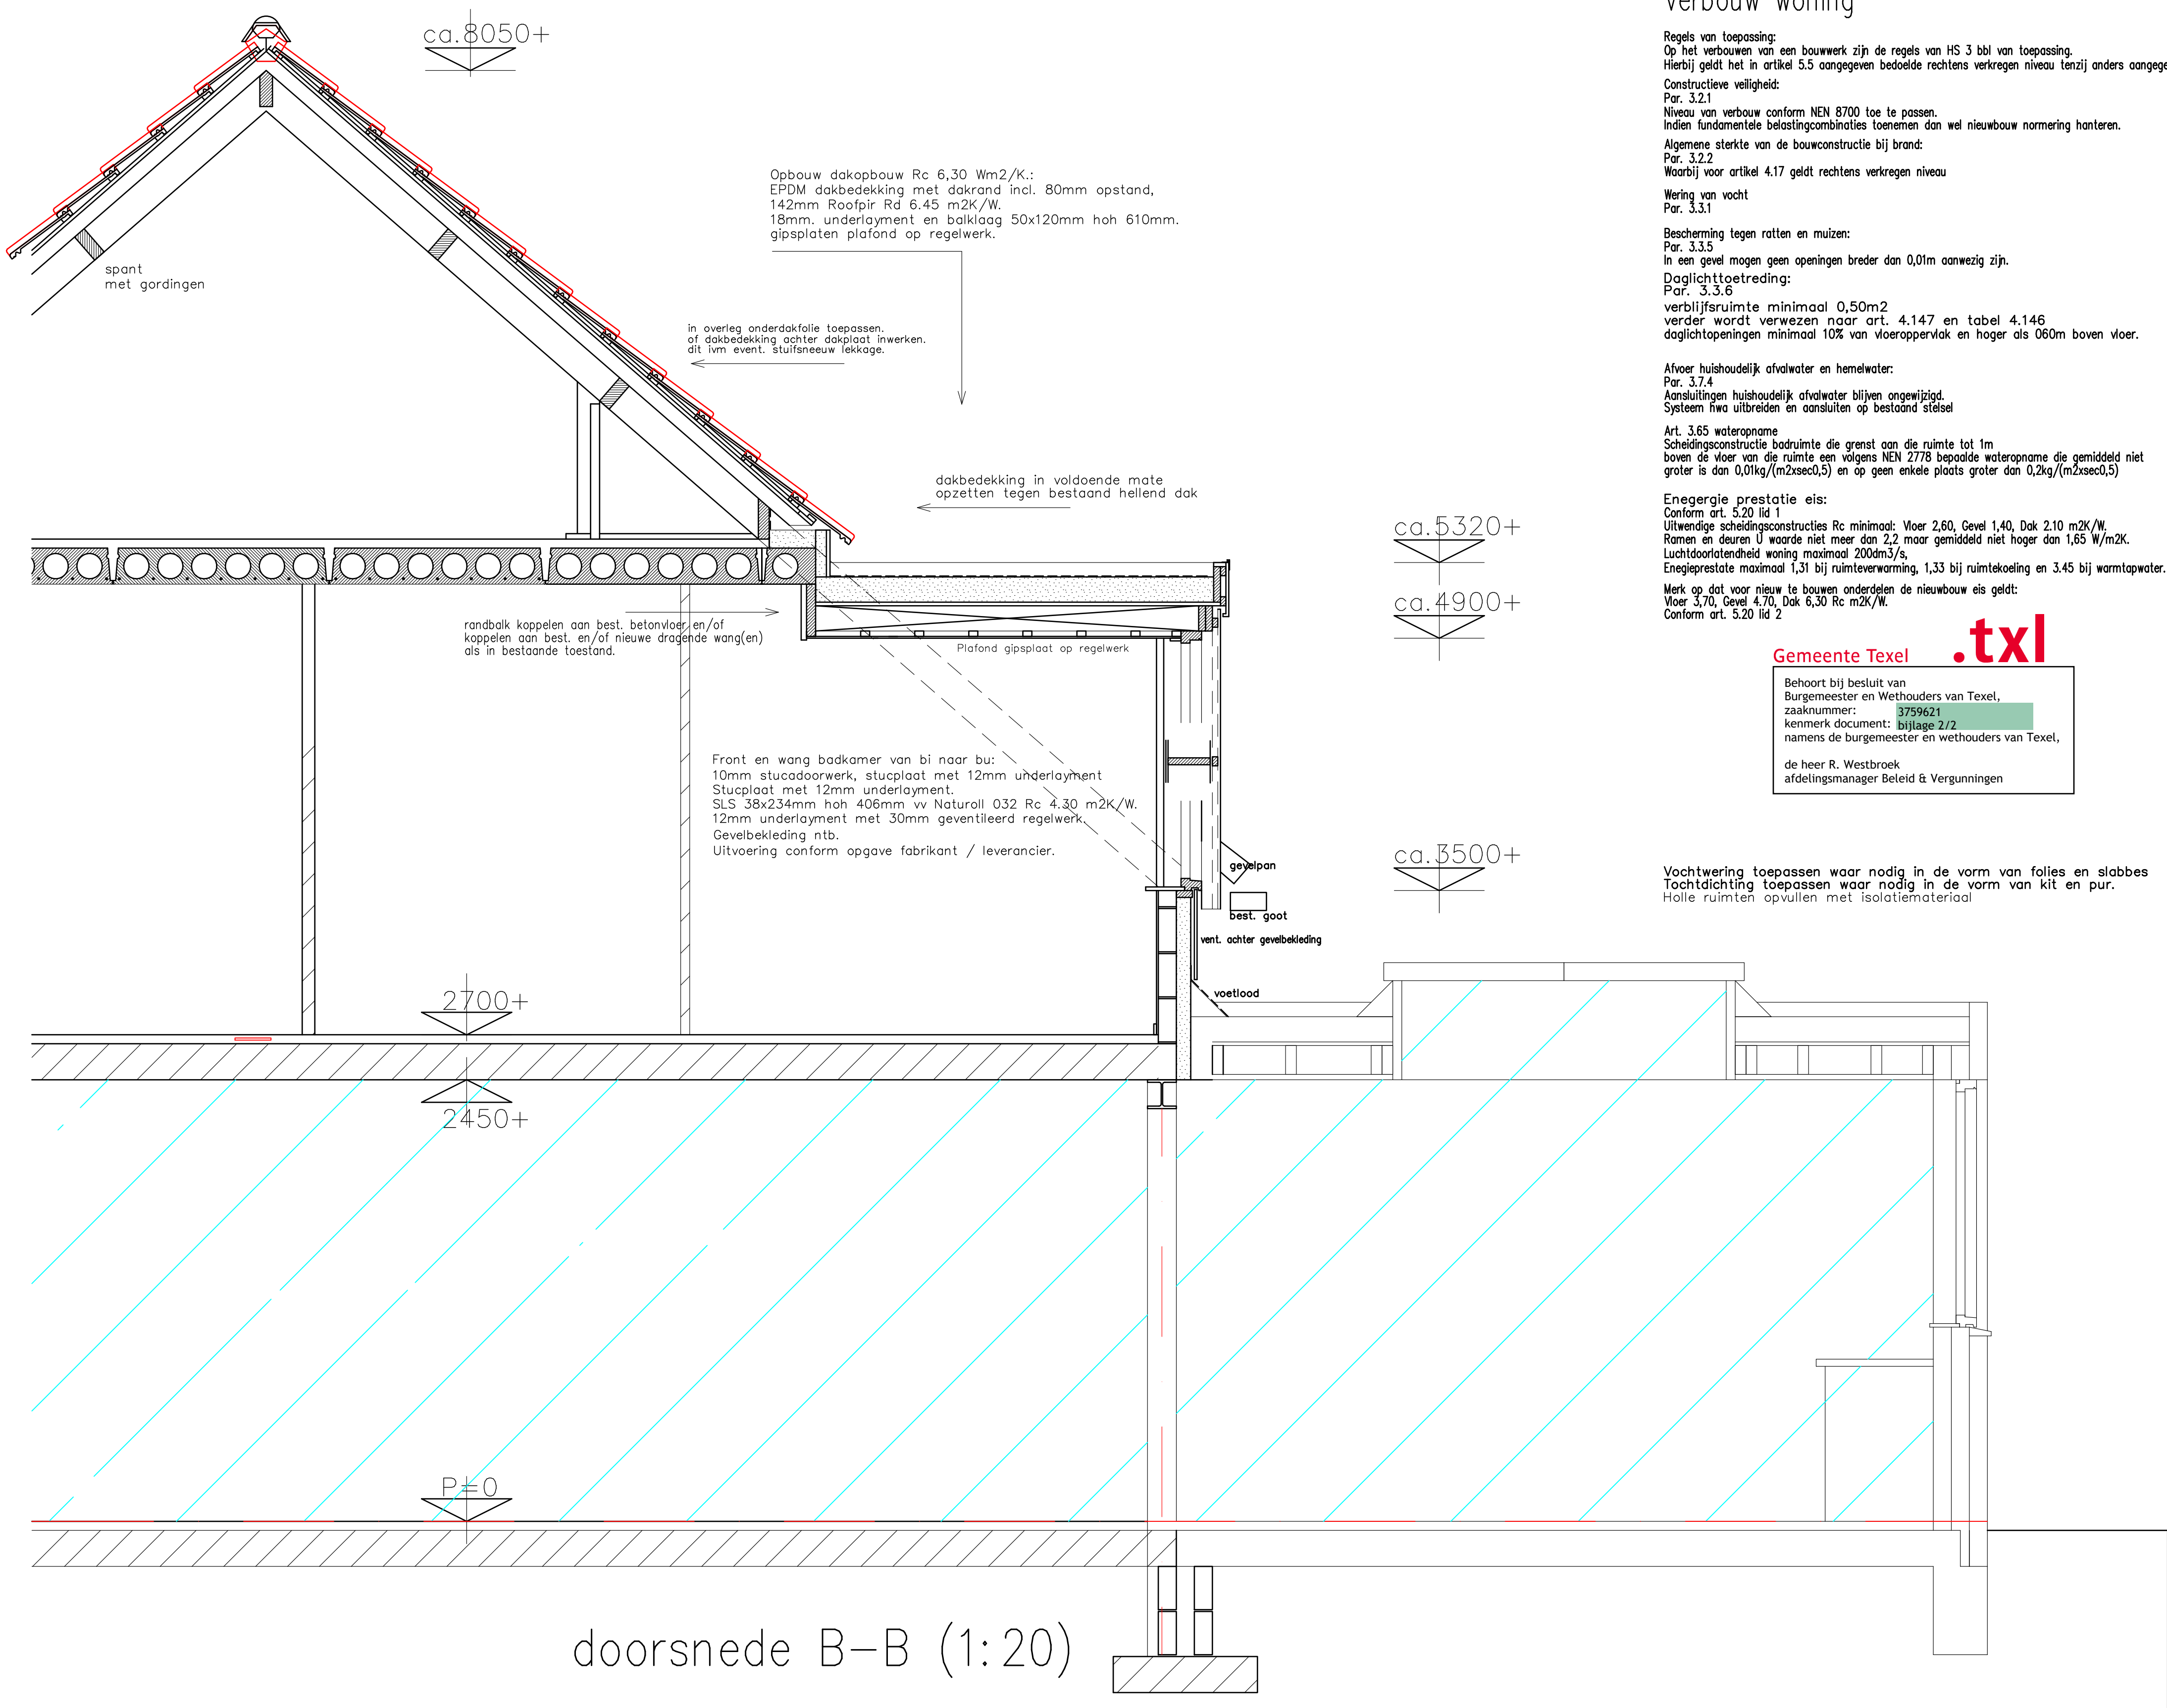 ca.8050+
Opbouw dakopbouw Rc 6,30 Wm2/K.:
EPDM dakbedekking met dakrand incl. 80mm opstand,
142mm Roofpir Rd 6.45 m2K/W.
18mm. underlayment en balklaag 50x120mm hoh 610mm.
gipsplaten plafond op regelwerk.
spant
met gordingen
in overleg onderdakfolie toepassen.
of dakbedekking achter dakplaat inwerken.
dit ivm event. stuifsneeuw lekkage.
dakbedekking in voldoende mate
opzetten tegen bestaand hellend dak
ca.5320+
ca.4900+
randbalk koppelen aan best. betonvloer en/of
koppelen aan best. en/of nieuwe dragende wang(en)
als in bestaande toestand.
Plafond gipsplaat op regelwerk
Front en wang badkamer van bi naar bu:
10mm stucadoorwerk, stucplaat met 12mm underlayment
Stucplaat met 12mm underlayment.
SLS 38x234mm hoh 406mm vv Naturoll 032 Rc 4.30 m2K/W.
12mm underlayment met 30mm geventileerd regelwerk.
Gevelbekleding ntb.
Uitvoering conform opgave fabrikant / leverancier.
ca.3500+
gevelpan
best. goot
vent. achter gevelbekleding
voetlood
2700+
2450+
P=0
doorsnede B-B (1:20)
verbouw woning
Regels van toepassing:
Op het verbouwen van een bouwwerk zijn de regels van HS 3 bbl van toepassing.
Hierbij geldt het in artikel 5.5 aangegeven bedoelde rechtens verkregen niveau tenzij anders aangege
Constructieve veiligheid:
Par. 3.2.1
Niveau van verbouw conform NEN 8700 toe te passen.
Indien fundamentele belastingcombinaties toenemen dan wel nieuwbouw normering hanteren.
Algemene sterkte van de bouwconstructie bij brand:
Par. 3.2.2
Waarbij voor artikel 4.17 geldt rechtens verkregen niveau
Wering van vocht
Par. 3.3.1
Bescherming tegen ratten en muizen:
Par. 3.3.5
In een gevel mogen geen openingen breder dan 0,01m aanwezig zijn.
Daglichttoetreding:
Par. 3.3.6
verblijfsruimte minimaal 0,50m2
verder wordt verwezen naar art. 4.147 en tabel 4.146
daglichtopeningen minimaal 10% van vloeroppervlak en hoger als 060m boven vloer.
Afvoer huishoudelijk afvalwater en hemelwater:
Par. 3.7.4
Aansluitingen huishoudelijk afvalwater blijven ongewijzigd.
Systeem hwa uitbreiden en aansluiten op bestaand stelsel
Art. 3.65 wateropname
Scheidingsconstructie badruimte die grenst aan die ruimte tot 1m
boven de vloer van die ruimte een volgens NEN 2778 bepaalde wateropname die gemiddeld niet
groter is dan 0,01kg/(m2xsec0,5) en op geen enkele plaats groter dan 0,2kg/(m2xsec0,5)
Enegergie prestatie eis:
Conform art. 5.20 lid 1
Uitwendige scheidingsconstructies Rc minimaal: Vloer 2,60, Gevel 1,40, Dak 2.10 m2K/W.
Ramen en deuren U waarde niet meer dan 2,2 maar gemiddeld niet hoger dan 1,65 W/m2K.
Luchtdoorlatendheid woning maximaal 200dm3/s,
Enegieprestate maximaal 1,31 bij ruimteverwarming, 1,33 bij ruimtekoeling en 3.45 bij warmtapwater.
Merk op dat voor nieuw te bouwen onderdelen de nieuwbouw eis geldt:
Vloer 3,70, Gevel 4.70, Dak 6,30 Rc m2K/W.
Conform art. 5.20 lid 2
Gemeente Texel .txl
Behoort bij besluit van
Burgemeester en Wethouders van Texel,
zaaknummer: 3759621
kenmerk document: bijlage 2/2
namens de burgemeester en wethouders van Texel,
de heer R. Westbroek
afdelingsmanager Beleid & Vergunningen
Vochtwering toepassen waar nodig in de vorm van folies en slabbes
Tochtdichting toepassen waar nodig in de vorm van kit en pur.
Holle ruimten opvullen met isolatiemateriaal